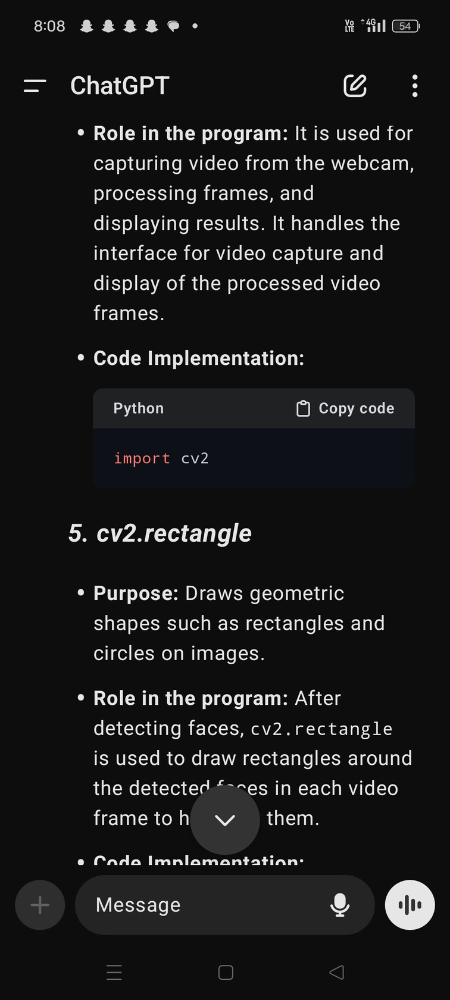 8:08
Vo LTE 4G 54
ChatGPT
• Role in the program: It is used for
capturing video from the webcam,
processing frames, and
displaying results. It handles the
interface for video capture and
display of the processed video
frames.
• Code Implementation:
Python Copy code
import cv2
5. cv2.rectangle
• Purpose: Draws geometric
shapes such as rectangles and
circles on images.
• Role in the program: After
detecting faces, cv2.rectangle
is used to draw rectangles around
the detected faces in each video
frame to h them.
• Code Implementation:
Message